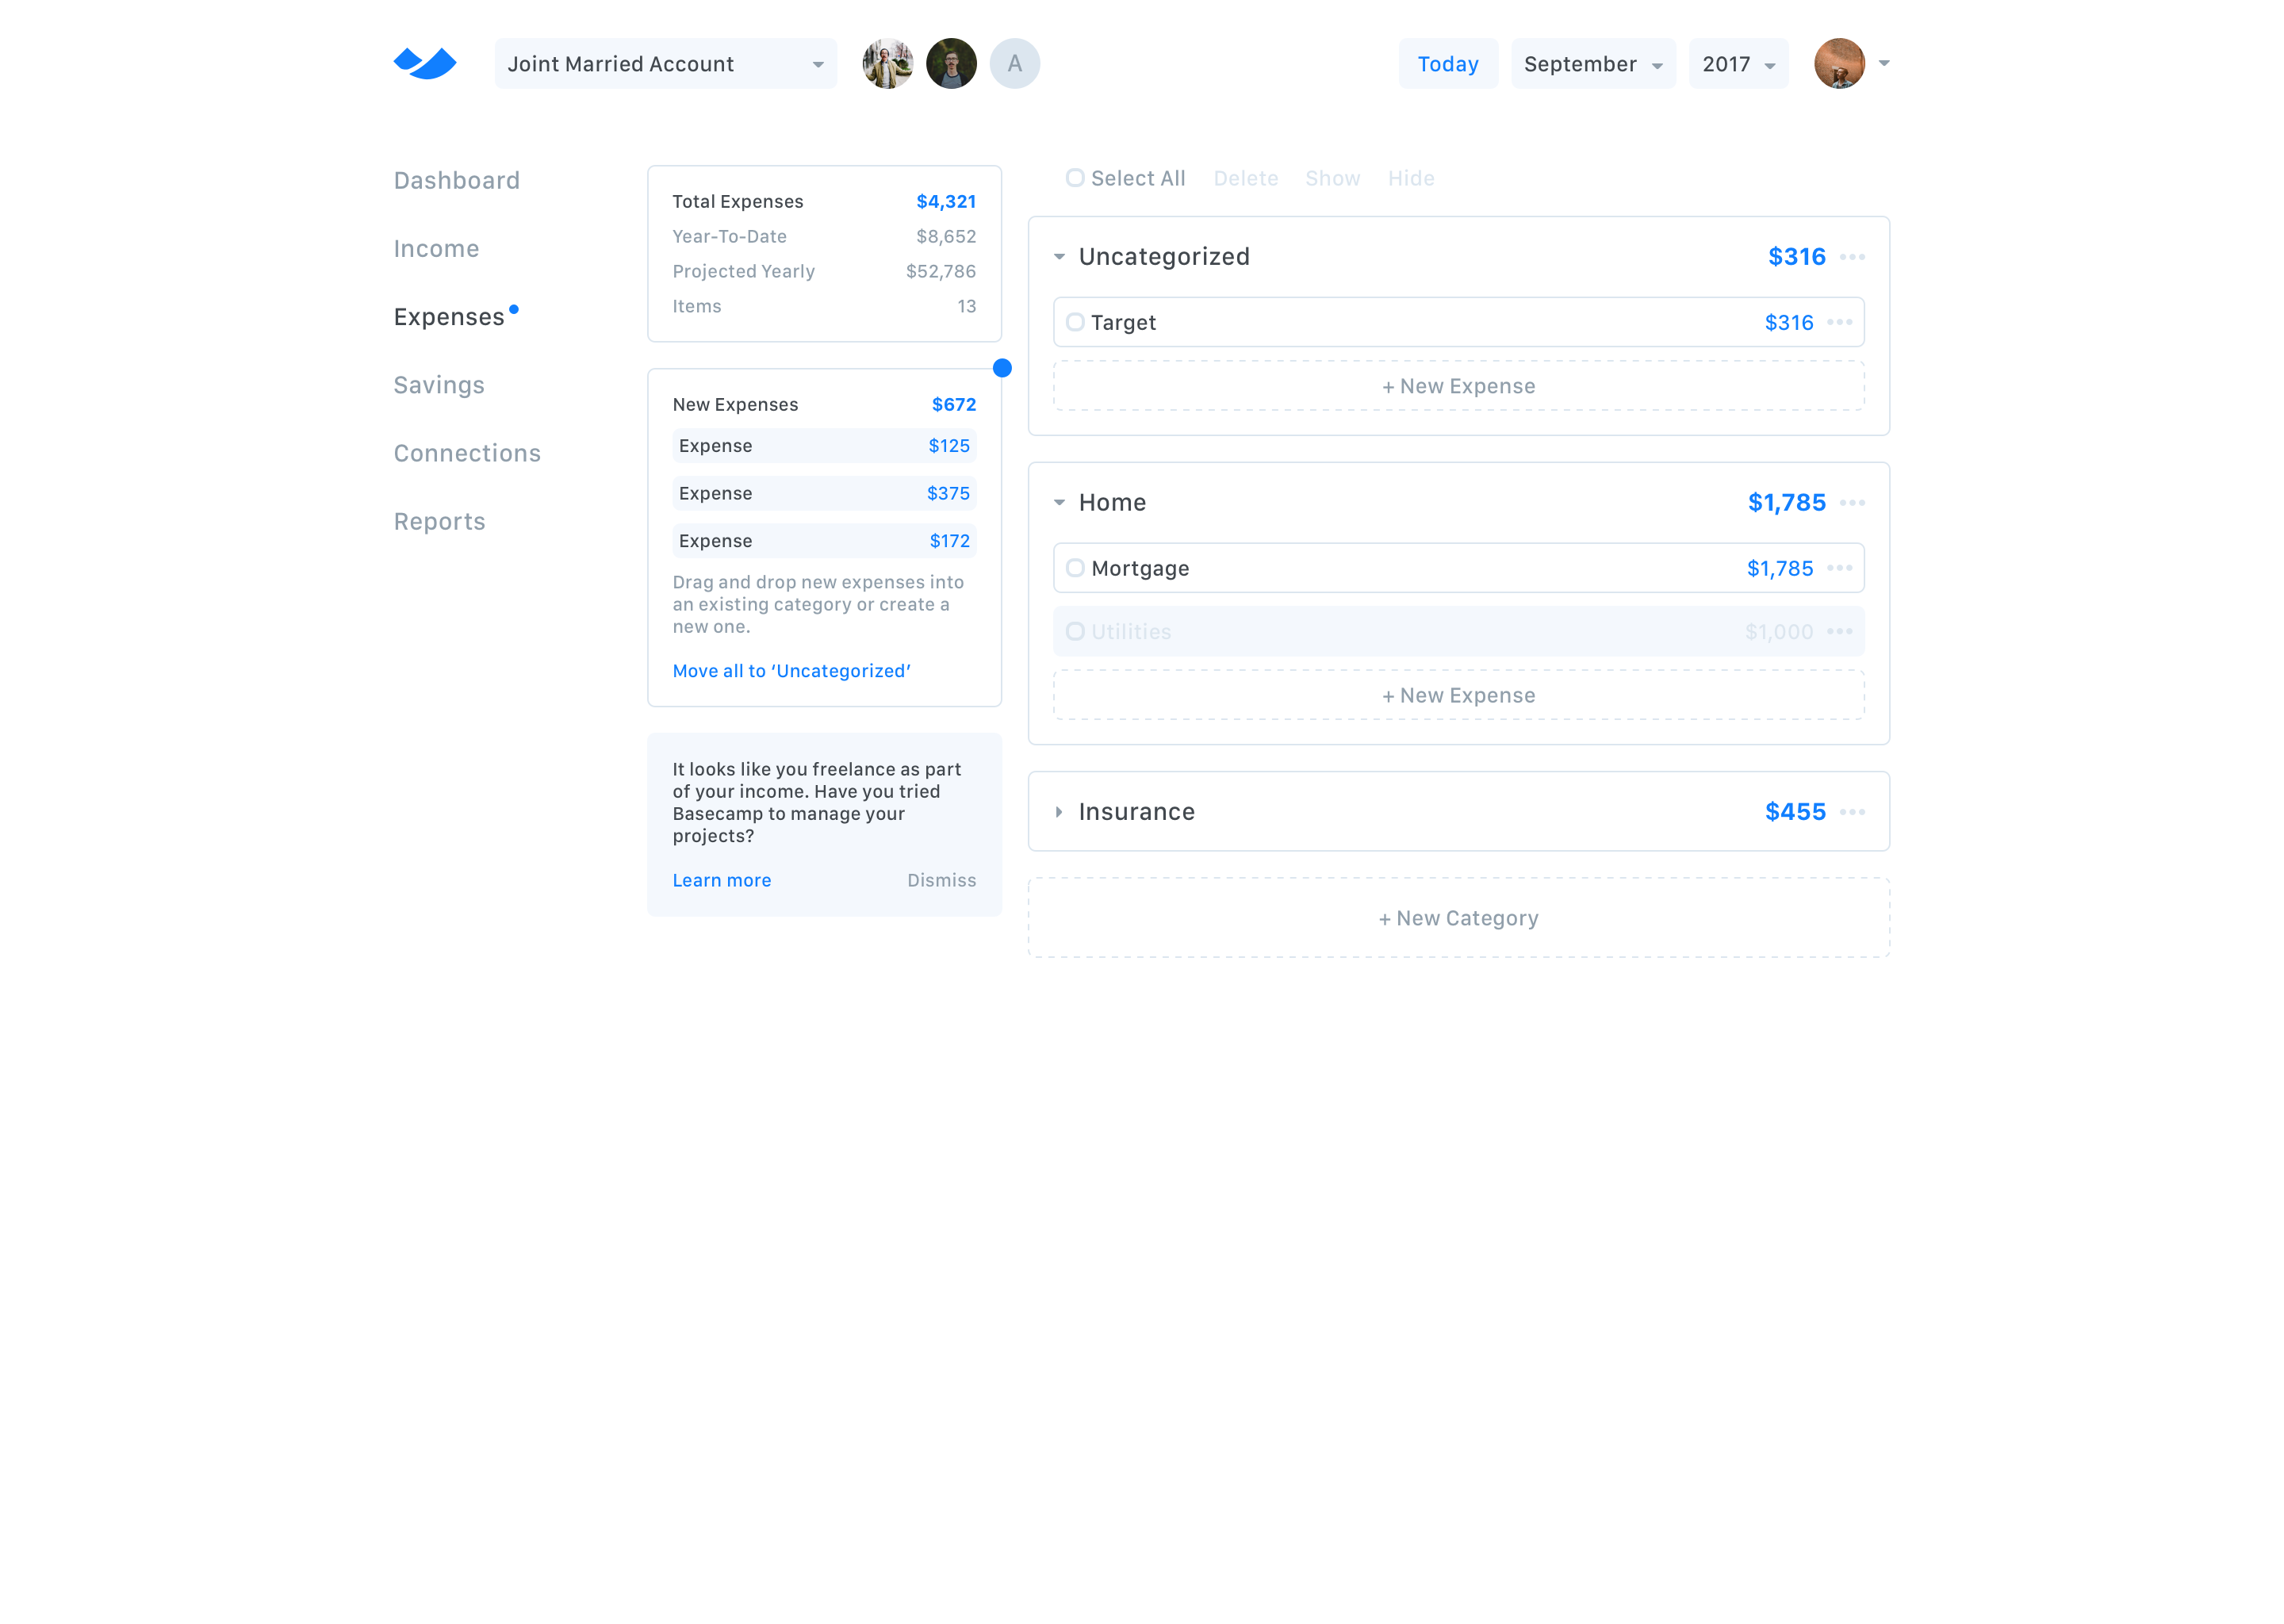 Joint Married Account
A
Today
September
2017
Dashboard
Income
Expenses
Savings
Connections
Reports
Total Expenses $4,321
Year-To-Date $8,652
Projected Yearly $52,786
Items 13
New Expenses $672
Expense $125
Expense $375
Expense $172
Drag and drop new expenses into
an existing category or create a
new one.
Move all to ‘Uncategorized’
It looks like you freelance as part
of your income. Have you tried
Basecamp to manage your
projects?
Learn more Dismiss
Select All Delete Show Hide
Uncategorized $316
Target $316
+ New Expense
Home $1,785
Mortgage $1,785
Utilities $1,000
+ New Expense
Insurance $455
+ New Category